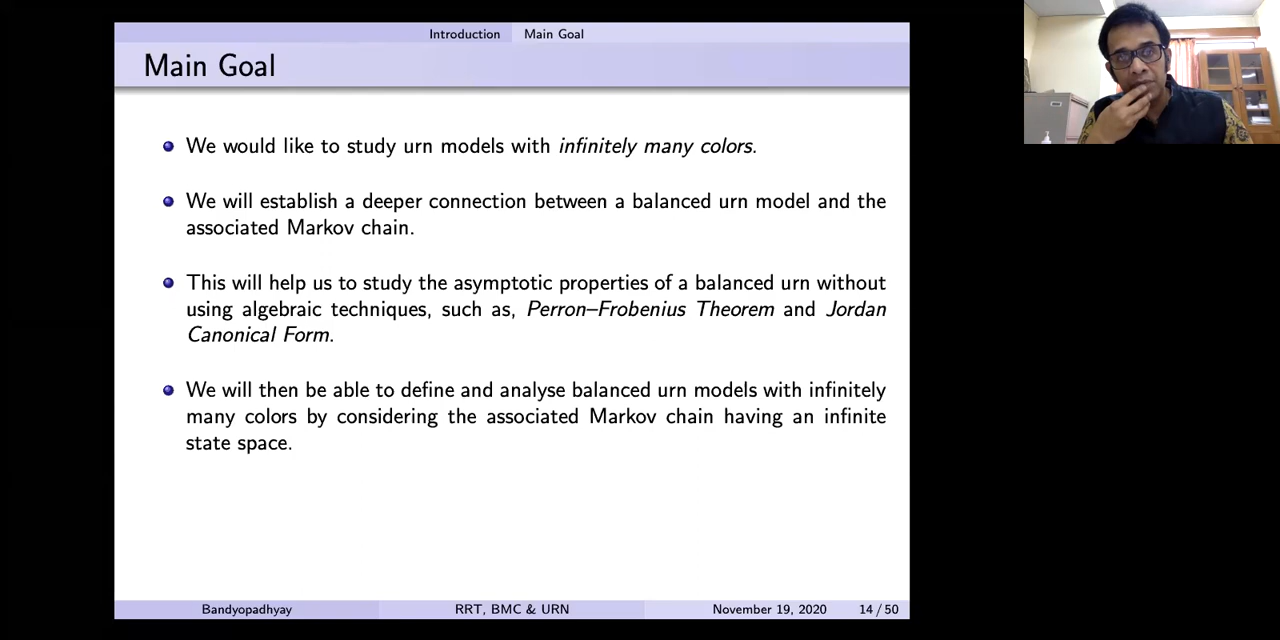 Introduction Main Goal
Main Goal
We would like to study urn models with infinitely many colors.
We will establish a deeper connection between a balanced urn model and the
associated Markov chain.
This will help us to study the asymptotic properties of a balanced urn without
using algebraic techniques, such as, Perron–Frobenius Theorem and Jordan
Canonical Form.
We will then be able to define and analyse balanced urn models with infinitely
many colors by considering the associated Markov chain having an infinite
state space.
Bandyopadhyay RRT, BMC & URN November 19, 2020 14 / 50